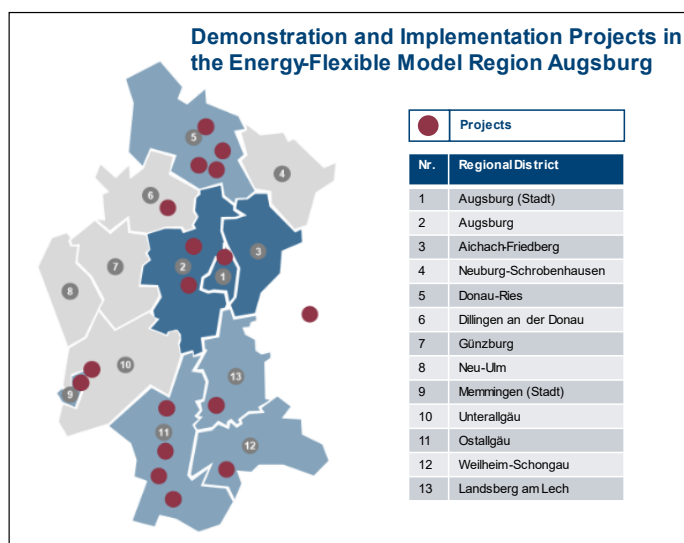 Demonstration and Implementation Projects in
the Energy-Flexible Model Region Augsburg
Projects
Nr. Regional District
1 Augsburg (Stadt)
2 Augsburg
3 Aichach-Friedberg
4 Neuburg-Schrobenhausen
5 Donau-Ries
6 Dillingen an der Donau
7 Günzburg
8 Neu-Ulm
9 Memmingen (Stadt)
10 Unterallgäu
11 Ostallgäu
12 Weilheim-Schongau
13 Landsberg am Lech
5
4
6
3
7
2
1
8
10
13
9
11
12